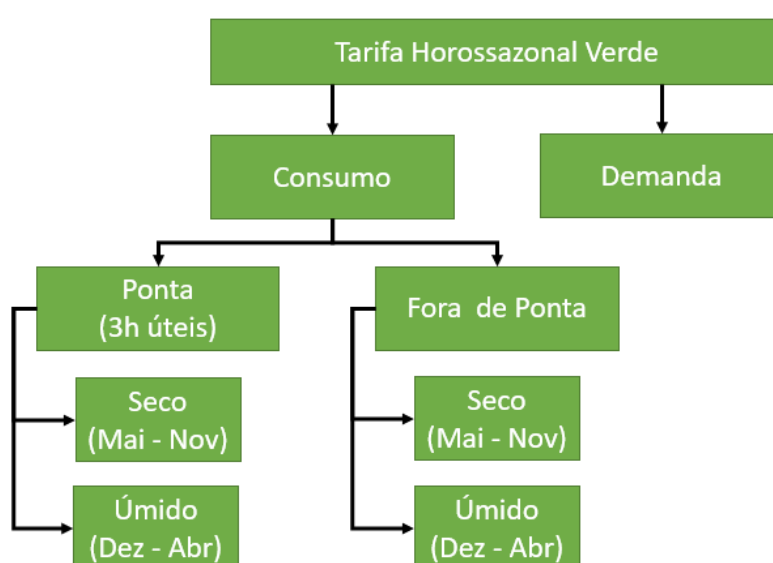 Tarifa Horossazonal Verde
Consumo
Demanda
Ponta
(3h úteis)
Fora de Ponta
Seco
(Mai - Nov)
Seco
(Mai - Nov)
Úmido
(Dez - Abr)
Úmido
(Dez - Abr)